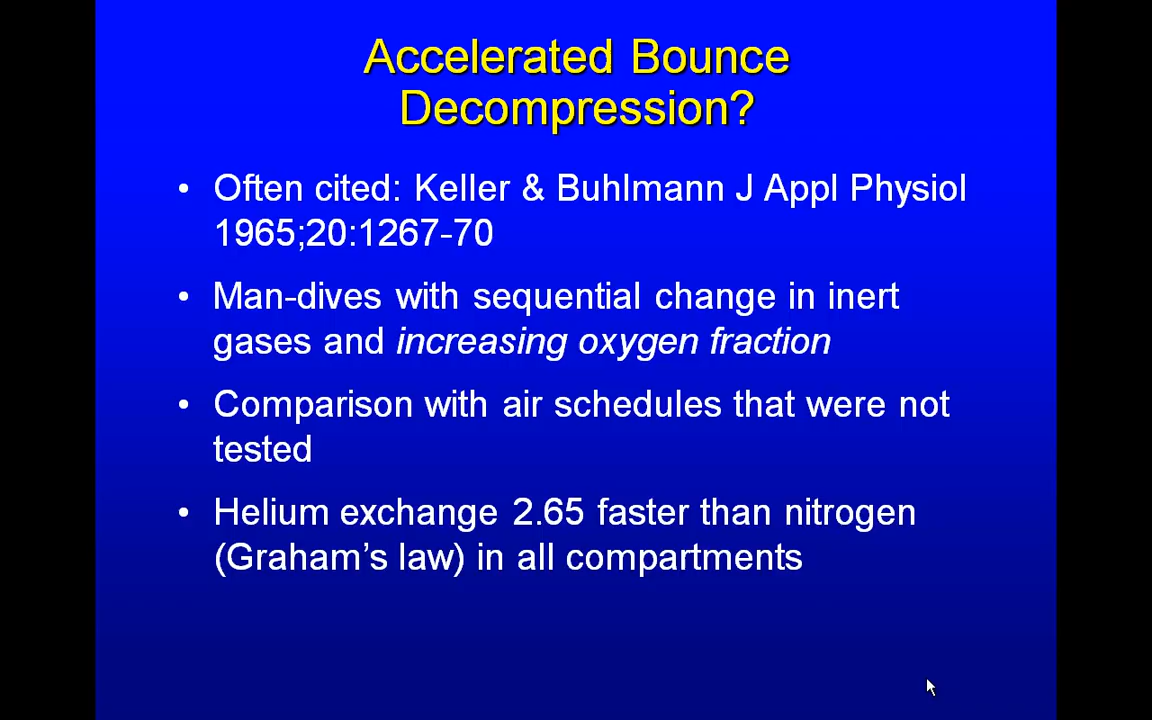 Accelerated Bounce
Decompression?
• Often cited: Keller & Buhlmann J Appl Physiol
1965;20:1267-70
• Man-dives with sequential change in inert
gases and increasing oxygen fraction
• Comparison with air schedules that were not
tested
• Helium exchange 2.65 faster than nitrogen
(Graham’s law) in all compartments